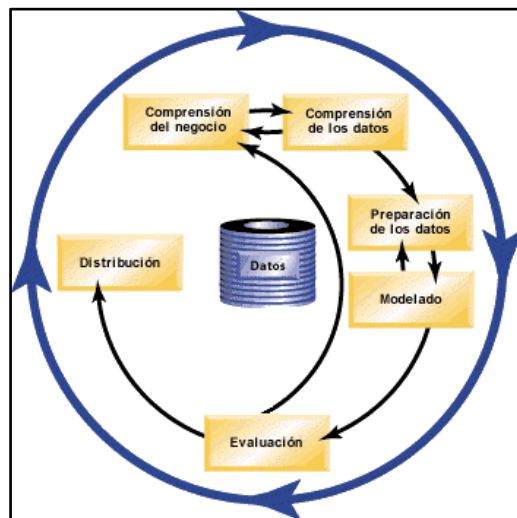 Comprensión
del negocio
Comprensión
de los datos
Preparación
de los datos
Datos
Distribución
Modelado
Evaluación